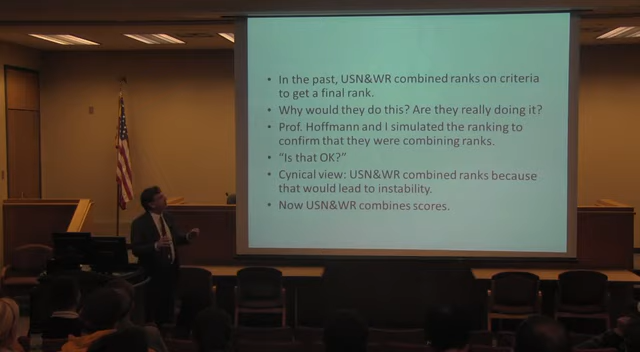 • In the past, USN&WR combined ranks on criteria
to get a final rank.
• Why would they do this? Are they really doing it?
• Prof. Hoffmann and I simulated the ranking to
confirm that they were combining ranks.
• "Is that OK?"
• Cynical view: USN&WR combined ranks because
that would lead to instability.
• Now USN&WR combines scores.